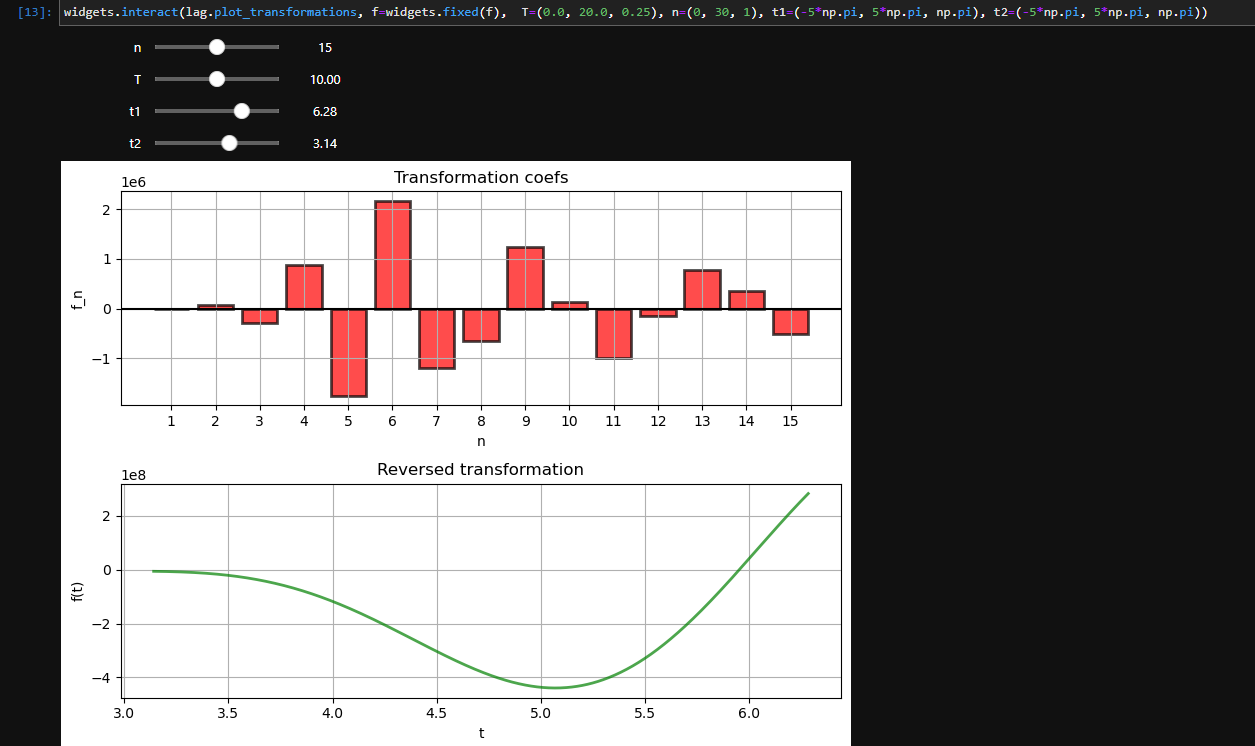 [13]: widgets.interact(lag.plot_transformations, f=widgets.fixed(f),  T=(0.0, 20.0, 0.25), n=(0, 30, 1), t1=(-5*np.pi, 5*np.pi, np.pi), t2=(-5*np.pi, 5*np.pi, np.pi))
n 15
T 10.00
t1 6.28
t2 3.14
1e6
Transformation coefs
2
1
0
−1
f_n
1 2 3 4 5 6 7 8 9 10 11 12 13 14 15
n
1e8
Reversed transformation
2
0
−2
−4
f(t)
3.0 3.5 4.0 4.5 5.0 5.5 6.0
t